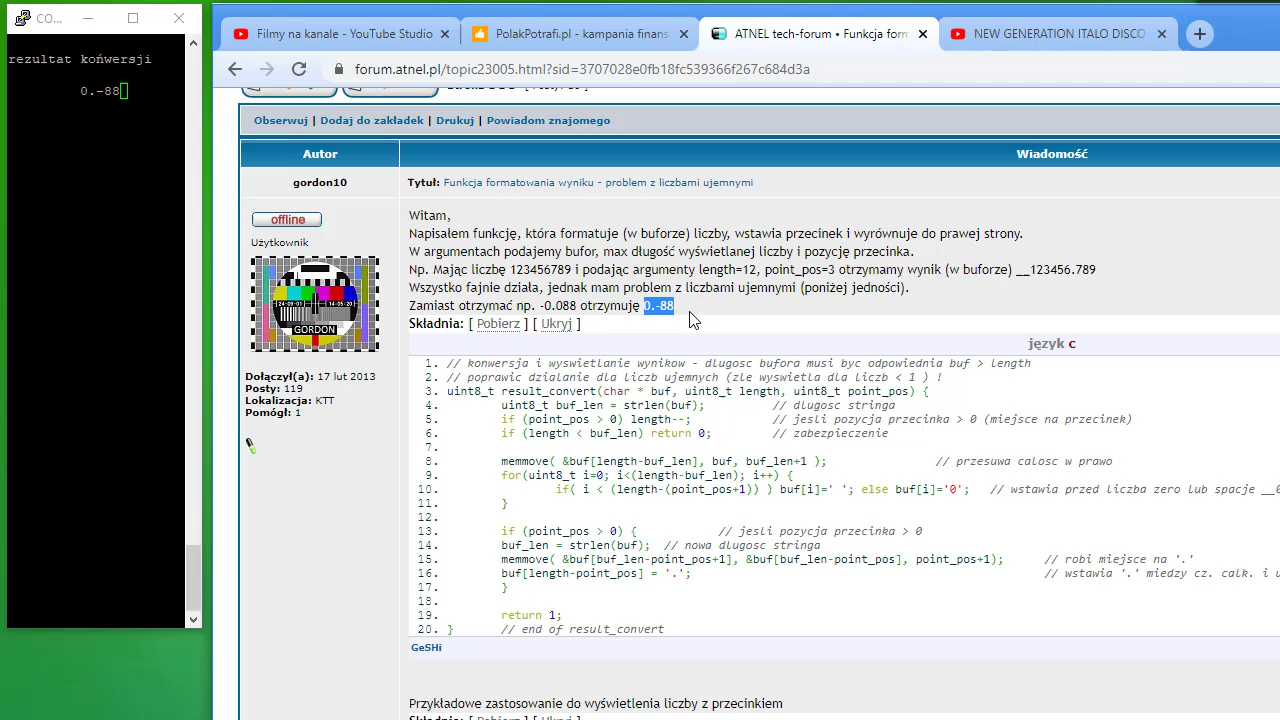 CO...
rezultat końwersji
0.-88
Filmy na kanale - YouTube Studio
PolakPotrafi.pl - kampania finans
ATNEL tech-forum • Funkcja form
NEW GENERATION ITALO DISCO
forum.atnel.pl/topic23005.html?sid=3707028e0fb18fc539366f267c684d3a
Obserwuj | Dodaj do zakładek | Drukuj | Powiadom znajomego
Autor
Wiadomość
gordon10
Tytuł: Funkcja formatowania wyniku - problem z liczbami ujemnymi
offline
Użytkownik
24-09-01 14-05-20
GORDON
Dołączył(a): 17 lut 2013
Posty: 119
Lokalizacja: KTT
Pomógł: 1
Witam,
Napisałem funkcję, która formatuje (w buforze) liczby, wstawia przecinek i wyrównuje do prawej strony.
W argumentach podajemy bufor, max długość wyświetlanej liczby i pozycję przecinka.
Np. Mając liczbę 123456789 i podając argumenty length=12, point_pos=3 otrzymamy wynik (w buforze) __123456.789
Wszystko fajnie działa, jednak mam problem z liczbami ujemnymi (poniżej jedności).
Zamiast otrzymać np. -0.088 otrzymuję 0.-88
Składnia: [ Pobierz ] [ Ukryj ]
język c
1. // konwersja i wyswietlanie wynikow - dlugosc bufora musi byc odpowiednia buf > length
2. // poprawic dzialanie dla liczb ujemnych (zle wyswietla dla liczb < 1 ) !
3. uint8_t result_convert(char * buf, uint8_t length, uint8_t point_pos) {
4. uint8_t buf_len = strlen(buf); // dlugosc stringa
5. if (point_pos > 0) length--; // jesli pozycja przecinka > 0 (miejsce na przecinek)
6. if (length < buf_len) return 0; // zabezpieczenie
7.
8. memmove( &buf[length-buf_len], buf, buf_len+1 ); // przesuwa calosc w prawo
9. for(uint8_t i=0; i<(length-buf_len); i++) {
10. if( i < (length-(point_pos+1)) ) buf[i]=' '; else buf[i]='0'; // wstawia przed liczba zero lub spacje __0
11. }
12.
13. if (point_pos > 0) { // jesli pozycja przecinka > 0
14. buf_len = strlen(buf); // nowa dlugosc stringa
15. memmove( &buf[buf_len-point_pos+1], &buf[buf_len-point_pos], point_pos+1); // robi miejsce na '.'
16. buf[length-point_pos] = '.'; // wstawia '.' miedzy cz. calk. i u
17. }
18.
19. return 1;
20. } // end of result_convert
GeSHi
Przykładowe zastosowanie do wyświetlenia liczby z przecinkiem